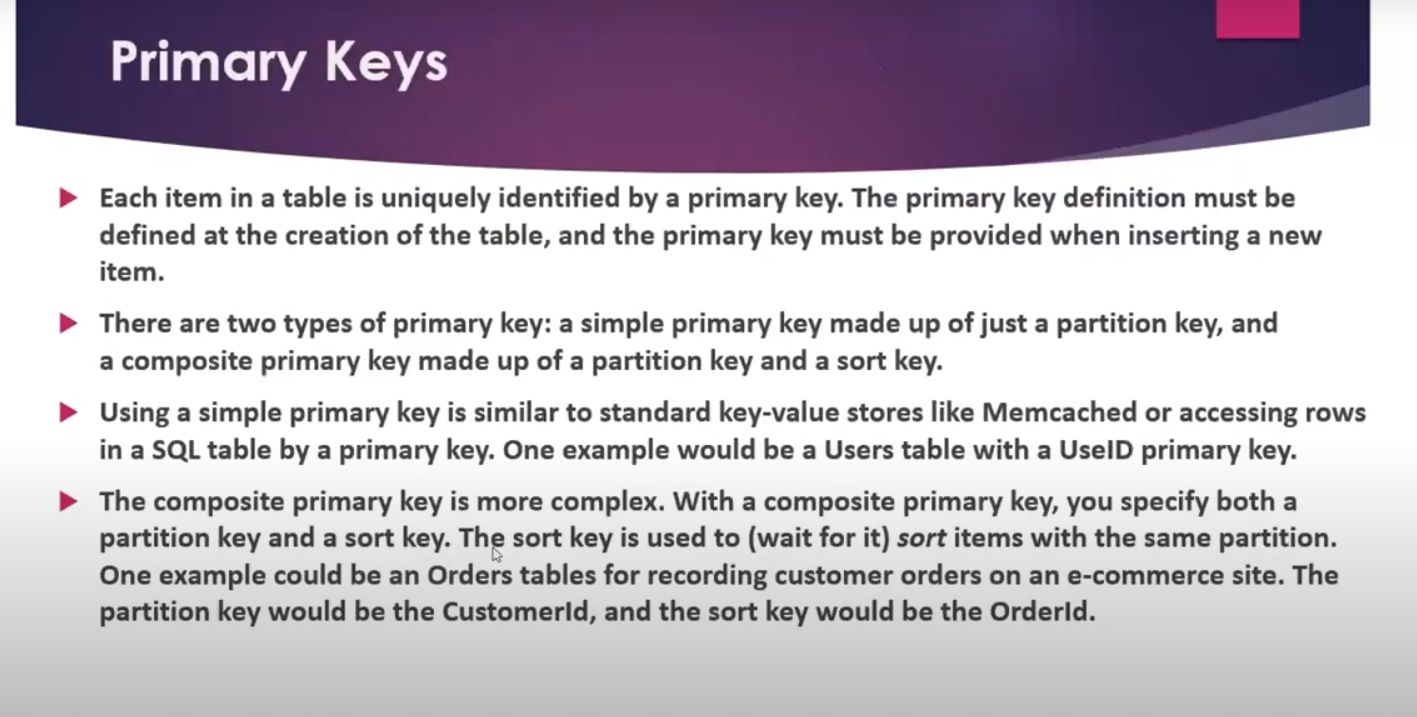 Primary Keys
Each item in a table is uniquely identified by a primary key. The primary key definition must be
defined at the creation of the table, and the primary key must be provided when inserting a new
item.
There are two types of primary key: a simple primary key made up of just a partition key, and
a composite primary key made up of a partition key and a sort key.
Using a simple primary key is similar to standard key-value stores like Memcached or accessing rows
in a SQL table by a primary key. One example would be a Users table with a UseID primary key.
The composite primary key is more complex. With a composite primary key, you specify both a
partition key and a sort key. The sort key is used to (wait for it) sort items with the same partition.
One example could be an Orders tables for recording customer orders on an e-commerce site. The
partition key would be the CustomerId, and the sort key would be the OrderId.